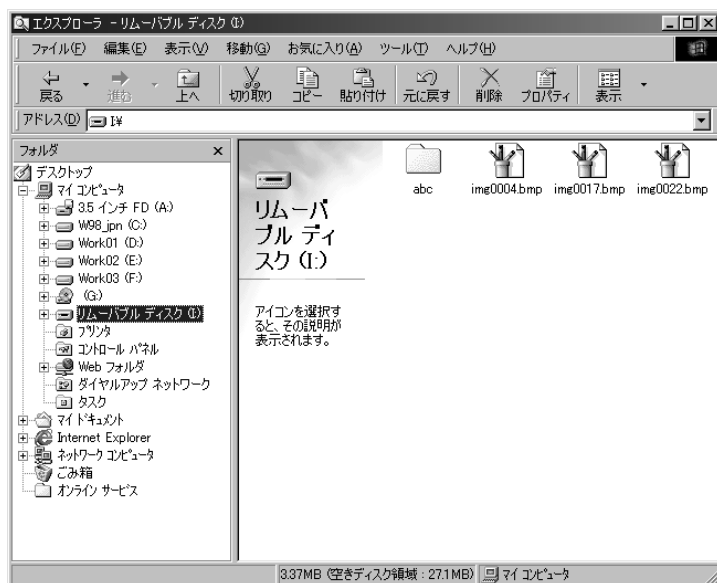 エクスプローラ - リムーバブル ディスク (I:)
ファイル(F) 編集(E) 表示(V) 移動(G) お気に入り(A) ツール(T) ヘルプ(H)
戻る 進む 上へ 切り取り コピー 貼り付け 元に戻す 削除 プロパティ 表示
アドレス(D) I:¥
フォルダ
デスクトップ
マイ コンピュータ
3.5 インチ FD (A:)
W98_jpn (C:)
Work01 (D:)
Work02 (E:)
Work03 (F:)
(G:)
リムーバブル ディスク (I:)
プリンタ
コントロール パネル
Web フォルダ
ダイヤルアップ ネットワーク
タスク
マイ ドキュメント
Internet Explorer
ネットワーク コンピュータ
ごみ箱
オンライン サービス
リムーバ
ブル ディ
スク (I:)
アイコンを選択す
ると、その説明が
表示されます。
abc img0004.bmp img0017.bmp img0022.bmp
3.37MB (空きディスク領域 : 27.1MB) マイ コンピュータ